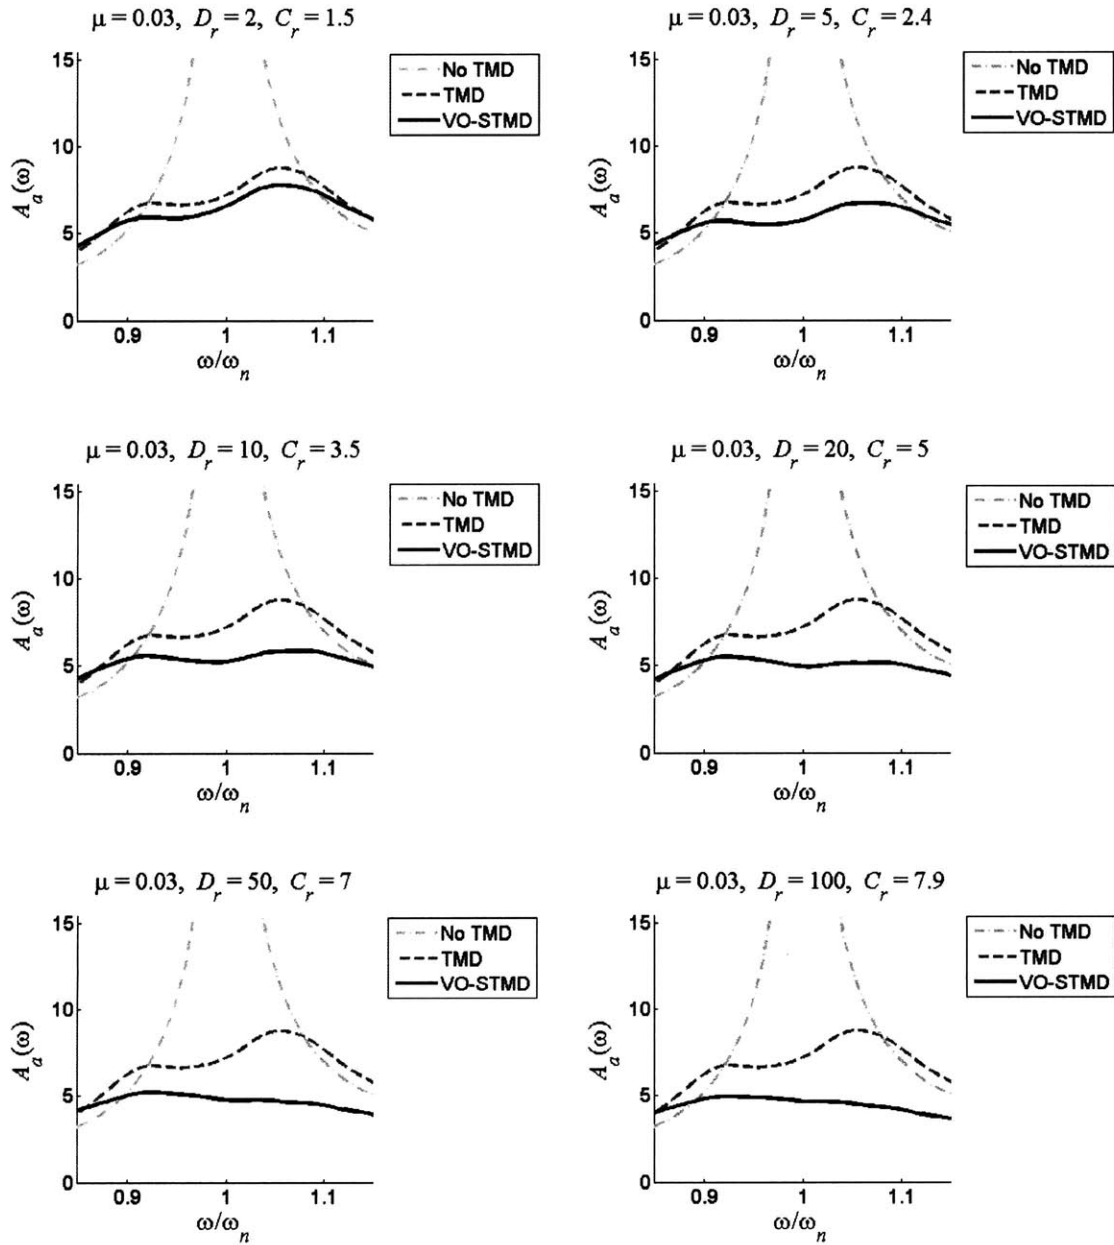 μ = 0.03, D_r = 2, C_r = 1.5
15
10
5
0
A_a(ω)
0.9 1 1.1
ω/ω_n
No TMD
TMD
VO-STMD
μ = 0.03, D_r = 5, C_r = 2.4
15
10
5
0
A_a(ω)
0.9 1 1.1
ω/ω_n
No TMD
TMD
VO-STMD
μ = 0.03, D_r = 10, C_r = 3.5
15
10
5
0
A_a(ω)
0.9 1 1.1
ω/ω_n
No TMD
TMD
VO-STMD
μ = 0.03, D_r = 20, C_r = 5
15
10
5
0
A_a(ω)
0.9 1 1.1
ω/ω_n
No TMD
TMD
VO-STMD
μ = 0.03, D_r = 50, C_r = 7
15
10
5
0
A_a(ω)
0.9 1 1.1
ω/ω_n
No TMD
TMD
VO-STMD
μ = 0.03, D_r = 100, C_r = 7.9
15
10
5
0
A_a(ω)
0.9 1 1.1
ω/ω_n
No TMD
TMD
VO-STMD